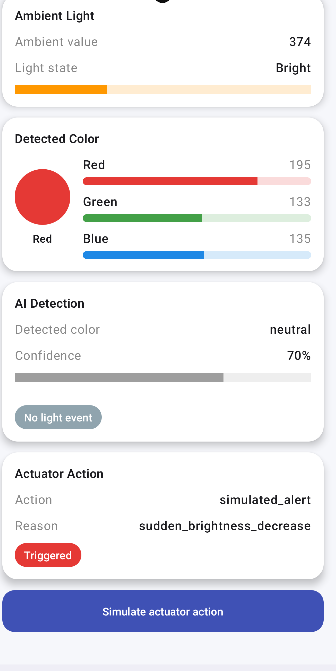 Ambient Light
Ambient value 374
Light state Bright
Detected Color
Red 195
Green 133
Blue 135
Red
AI Detection
Detected color neutral
Confidence 70%
No light event
Actuator Action
Action simulated_alert
Reason sudden_brightness_decrease
Triggered
Simulate actuator action